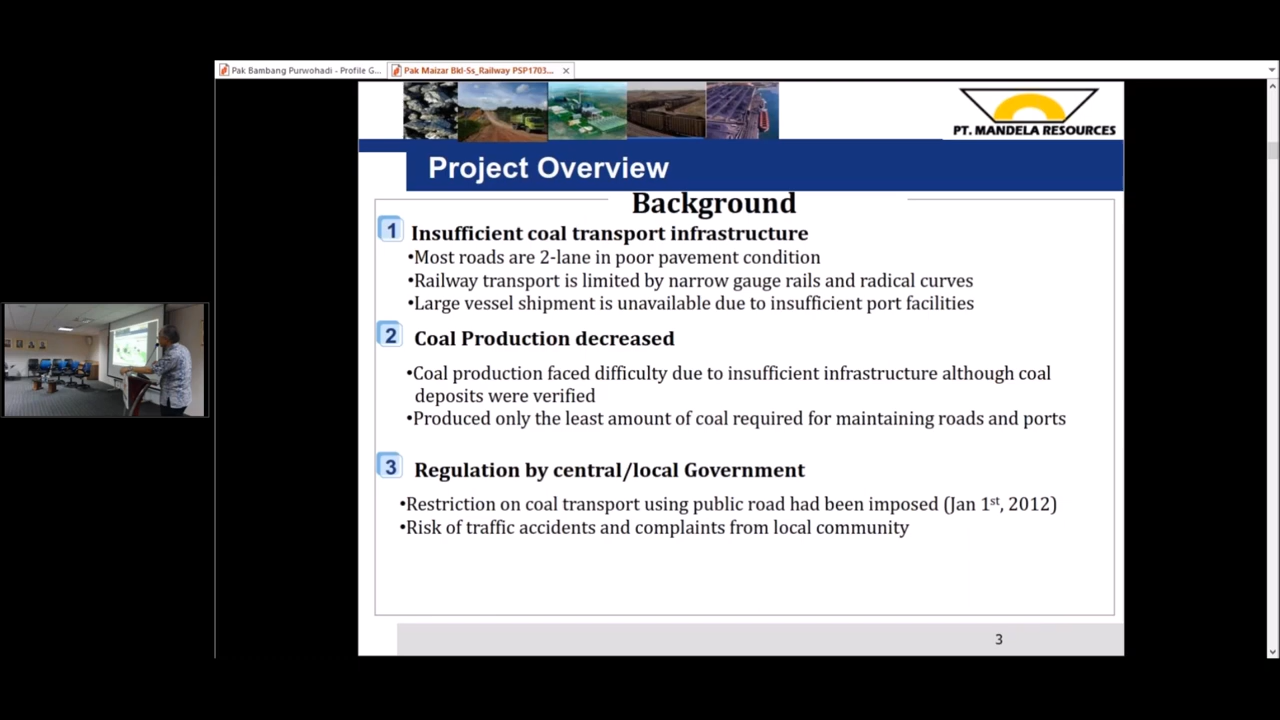 Pak Bambang Purwohadi - Profile G...
Pak Maizar Bkl-Ss_Railway PSP1703...
PT. MANDELA RESOURCES
Project Overview
Background
1 Insufficient coal transport infrastructure
•Most roads are 2-lane in poor pavement condition
•Railway transport is limited by narrow gauge rails and radical curves
•Large vessel shipment is unavailable due to insufficient port facilities
2 Coal Production decreased
•Coal production faced difficulty due to insufficient infrastructure although coal
deposits were verified
•Produced only the least amount of coal required for maintaining roads and ports
3 Regulation by central/local Government
•Restriction on coal transport using public road had been imposed (Jan 1st, 2012)
•Risk of traffic accidents and complaints from local community
3